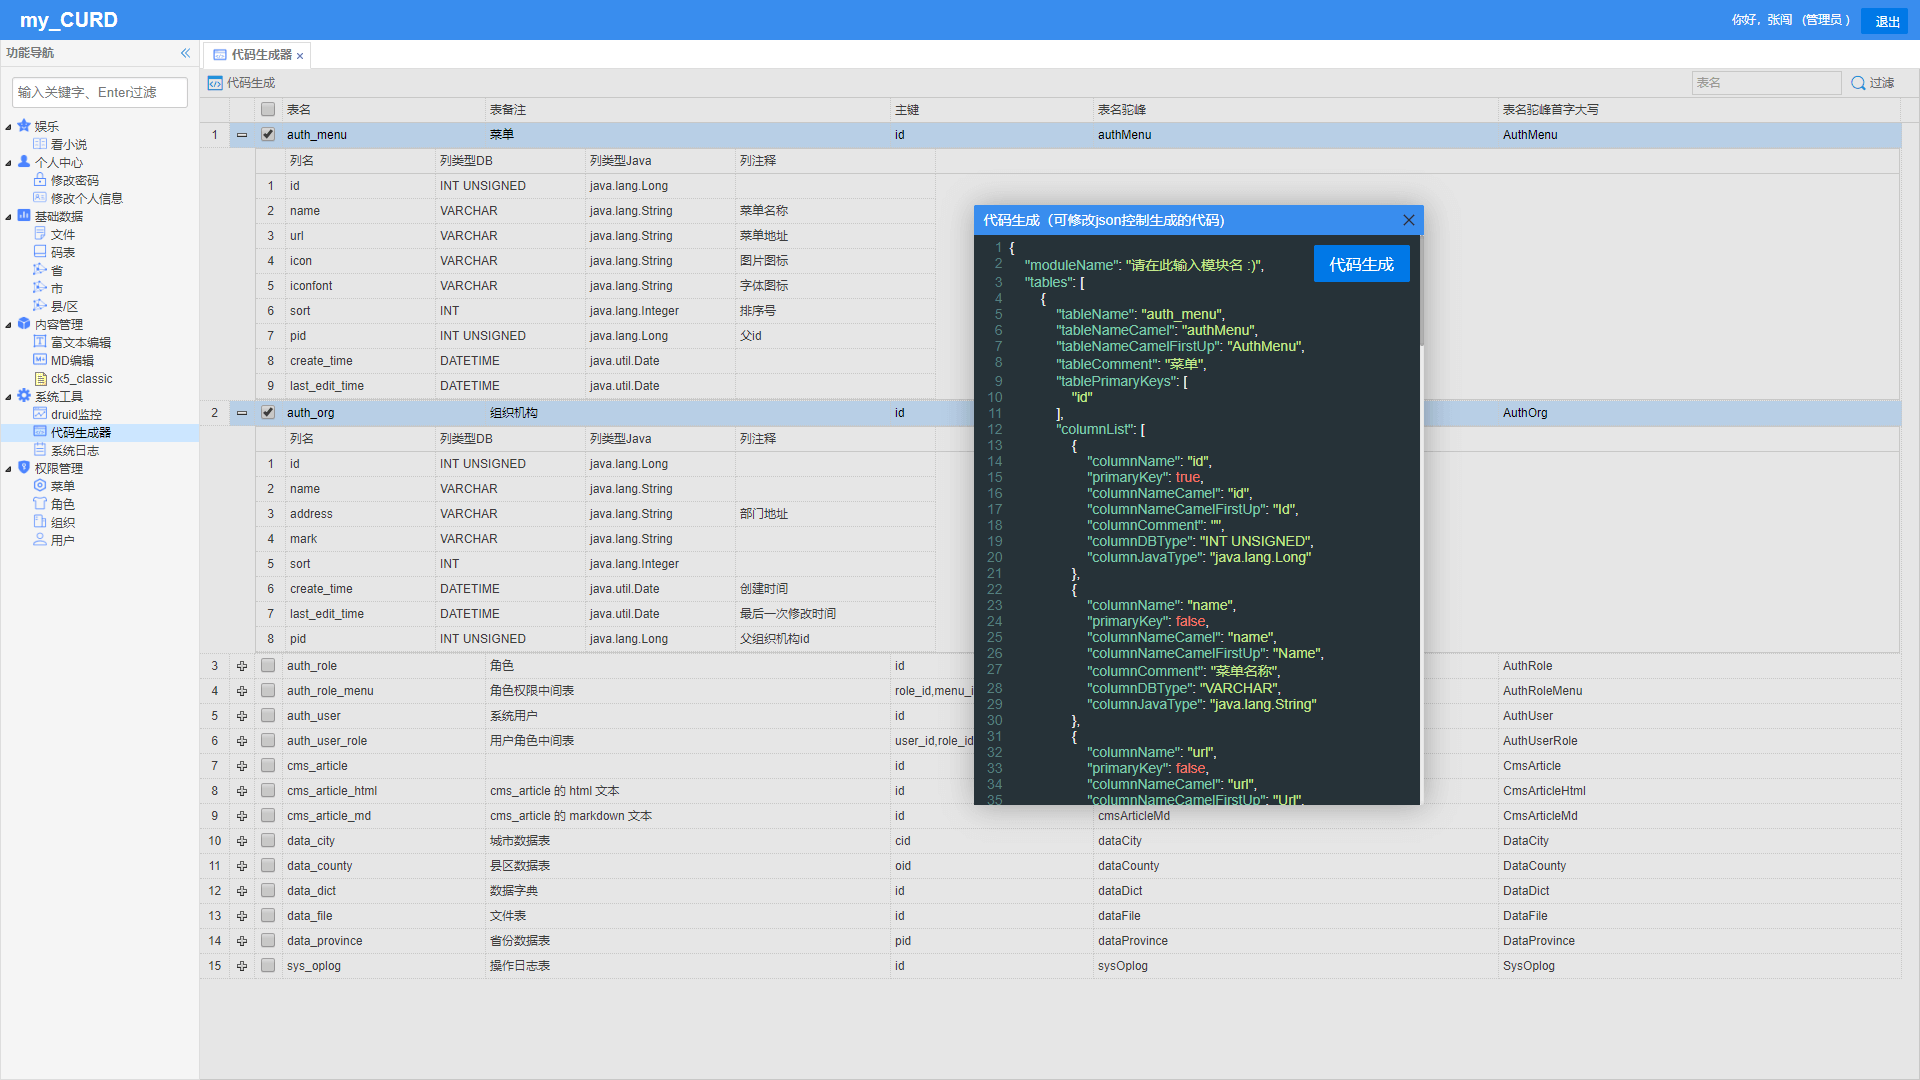 my_CURD
你好，张闯 (管理员)
退出
功能导航
代码生成器
代码生成
表名
过滤
输入关键字、Enter过滤
娱乐
看小说
个人中心
修改密码
修改个人信息
基础数据
文件
码表
省
市
县/区
内容管理
富文本编辑
MD编辑
ck5_classic
系统工具
druid监控
代码生成器
系统日志
权限管理
菜单
角色
组织
用户
表名 表备注 主键 表名驼峰 表名驼峰首字大写
1 auth_menu 菜单 id authMenu AuthMenu
列名 列类型DB 列类型Java 列注释
1 id INT UNSIGNED java.lang.Long
2 name VARCHAR java.lang.String 菜单名称
3 url VARCHAR java.lang.String 菜单地址
4 icon VARCHAR java.lang.String 图片图标
5 iconfont VARCHAR java.lang.String 字体图标
6 sort INT java.lang.Integer 排序号
7 pid INT UNSIGNED java.lang.Long 父id
8 create_time DATETIME java.util.Date
9 last_edit_time DATETIME java.util.Date
2 auth_org 组织机构 id AuthOrg
列名 列类型DB 列类型Java 列注释
1 id INT UNSIGNED java.lang.Long
2 name VARCHAR java.lang.String
3 address VARCHAR java.lang.String 部门地址
4 mark VARCHAR java.lang.String
5 sort INT java.lang.Integer
6 create_time DATETIME java.util.Date 创建时间
7 last_edit_time DATETIME java.util.Date 最后一次修改时间
8 pid INT UNSIGNED java.lang.Long 父组织机构id
3 auth_role 角色 id AuthRole
4 auth_role_menu 角色权限中间表 role_id,menu_i AuthRoleMenu
5 auth_user 系统用户 id AuthUser
6 auth_user_role 用户角色中间表 user_id,role_id AuthUserRole
7 cms_article id CmsArticle
8 cms_article_html cms_article 的 html 文本 id CmsArticleHtml
9 cms_article_md cms_article 的 markdown 文本 id cmsArticleMd CmsArticleMd
10 data_city 城市数据表 cid dataCity DataCity
11 data_county 县区数据表 oid dataCounty DataCounty
12 data_dict 数据字典 id dataDict DataDict
13 data_file 文件表 id dataFile DataFile
14 data_province 省份数据表 pid dataProvince DataProvince
15 sys_oplog 操作日志表 id sysOplog SysOplog
代码生成（可修改json控制生成的代码)
代码生成
1 {
2 "moduleName": "请在此输入模块名 :)",
3 "tables": [
4 {
5 "tableName": "auth_menu",
6 "tableNameCamel": "authMenu",
7 "tableNameCamelFirstUp": "AuthMenu",
8 "tableComment": "菜单",
9 "tablePrimaryKeys": [
10 "id"
11 ],
12 "columnList": [
13 {
14 "columnName": "id",
15 "primaryKey": true,
16 "columnNameCamel": "id",
17 "columnNameCamelFirstUp": "Id",
18 "columnComment": "",
19 "columnDBType": "INT UNSIGNED",
20 "columnJavaType": "java.lang.Long"
21 },
22 {
23 "columnName": "name",
24 "primaryKey": false,
25 "columnNameCamel": "name",
26 "columnNameCamelFirstUp": "Name",
27 "columnComment": "菜单名称",
28 "columnDBType": "VARCHAR",
29 "columnJavaType": "java.lang.String"
30 },
31 {
32 "columnName": "url",
33 "primaryKey": false,
34 "columnNameCamel": "url",
35 "columnNameCamelFirstUp": "Url",